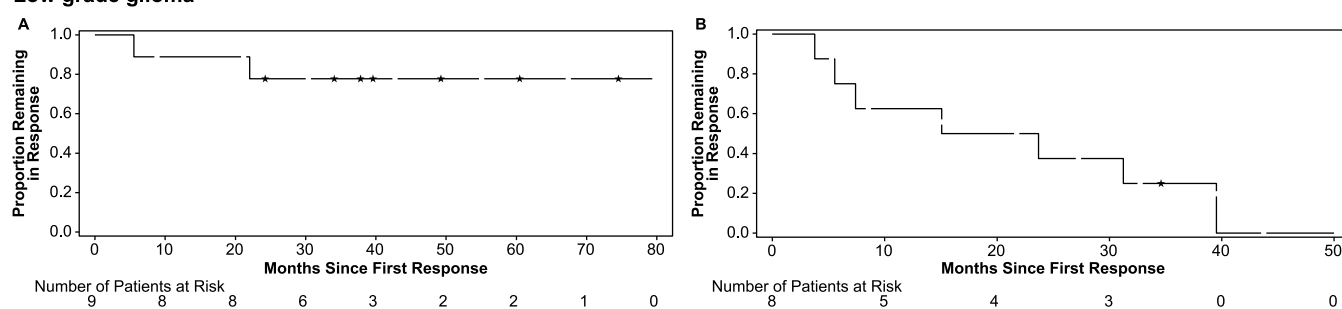 Low-grade glioma
A
Proportion Remaining
in Response
1.0
0.8
0.6
0.4
0.2
0.0
0 10 20 30 40 50 60 70 80
Months Since First Response
Number of Patients at Risk
9 8 8 6 3 2 2 1 0
B
Proportion Remaining
in Response
1.0
0.8
0.6
0.4
0.2
0.0
0 10 20 30 40 50
Months Since First Response
Number of Patients at Risk
8 5 4 3 0 0